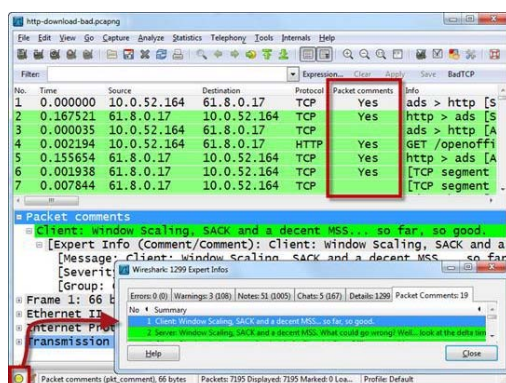 http-download-bad.pcapng
File Edit View Go Capture Analyze Statistics Telephony Tools Internals Help
Filter: Expression... Clear Apply Save BadTCP
No. Time Source Destination Protocol Packet comments Info
1 0.000000 10.0.52.164 61.8.0.17 TCP Yes ads > http [S
2 0.167521 61.8.0.17 10.0.52.164 TCP Yes http > ads [S
3 0.000035 10.0.52.164 61.8.0.17 TCP ads > http [A
4 0.002194 10.0.52.164 61.8.0.17 HTTP Yes GET /openoffi
5 0.155654 61.8.0.17 10.0.52.164 TCP Yes http > ads [A
6 0.001938 61.8.0.17 10.0.52.164 TCP Yes [TCP segment
7 0.007844 61.8.0.17 10.0.52.164 TCP [TCP segment
Packet comments
Client: Window Scaling, SACK and a decent MSS... so far, so good.
[Expert Info (Comment/Comment): Client: Window Scaling, SACK and a
[Message: Client: Window Scaling, SACK and a decent MSS... so far
[Severit
[Group:
Frame 1: 66 b
Ethernet II
Internet Pro
Transmission
Wireshark: 1299 Expert Infos
Errors: 0 (0) Warnings: 3 (108) Notes: 51 (1005) Chats: 5 (167) Details: 1299 Packet Comments: 19
No Summary
1 Client: Window Scaling, SACK and a decent MSS... so far, so good.
2 Server: Window Scaling, SACK and a decent MSS. What could go wrong? Well... look at the delta tim
Help Close
Packet comments (pkt_comment), 66 bytes Packets: 7195 Displayed: 7195 Marked: 0 Loa... Profile: Default